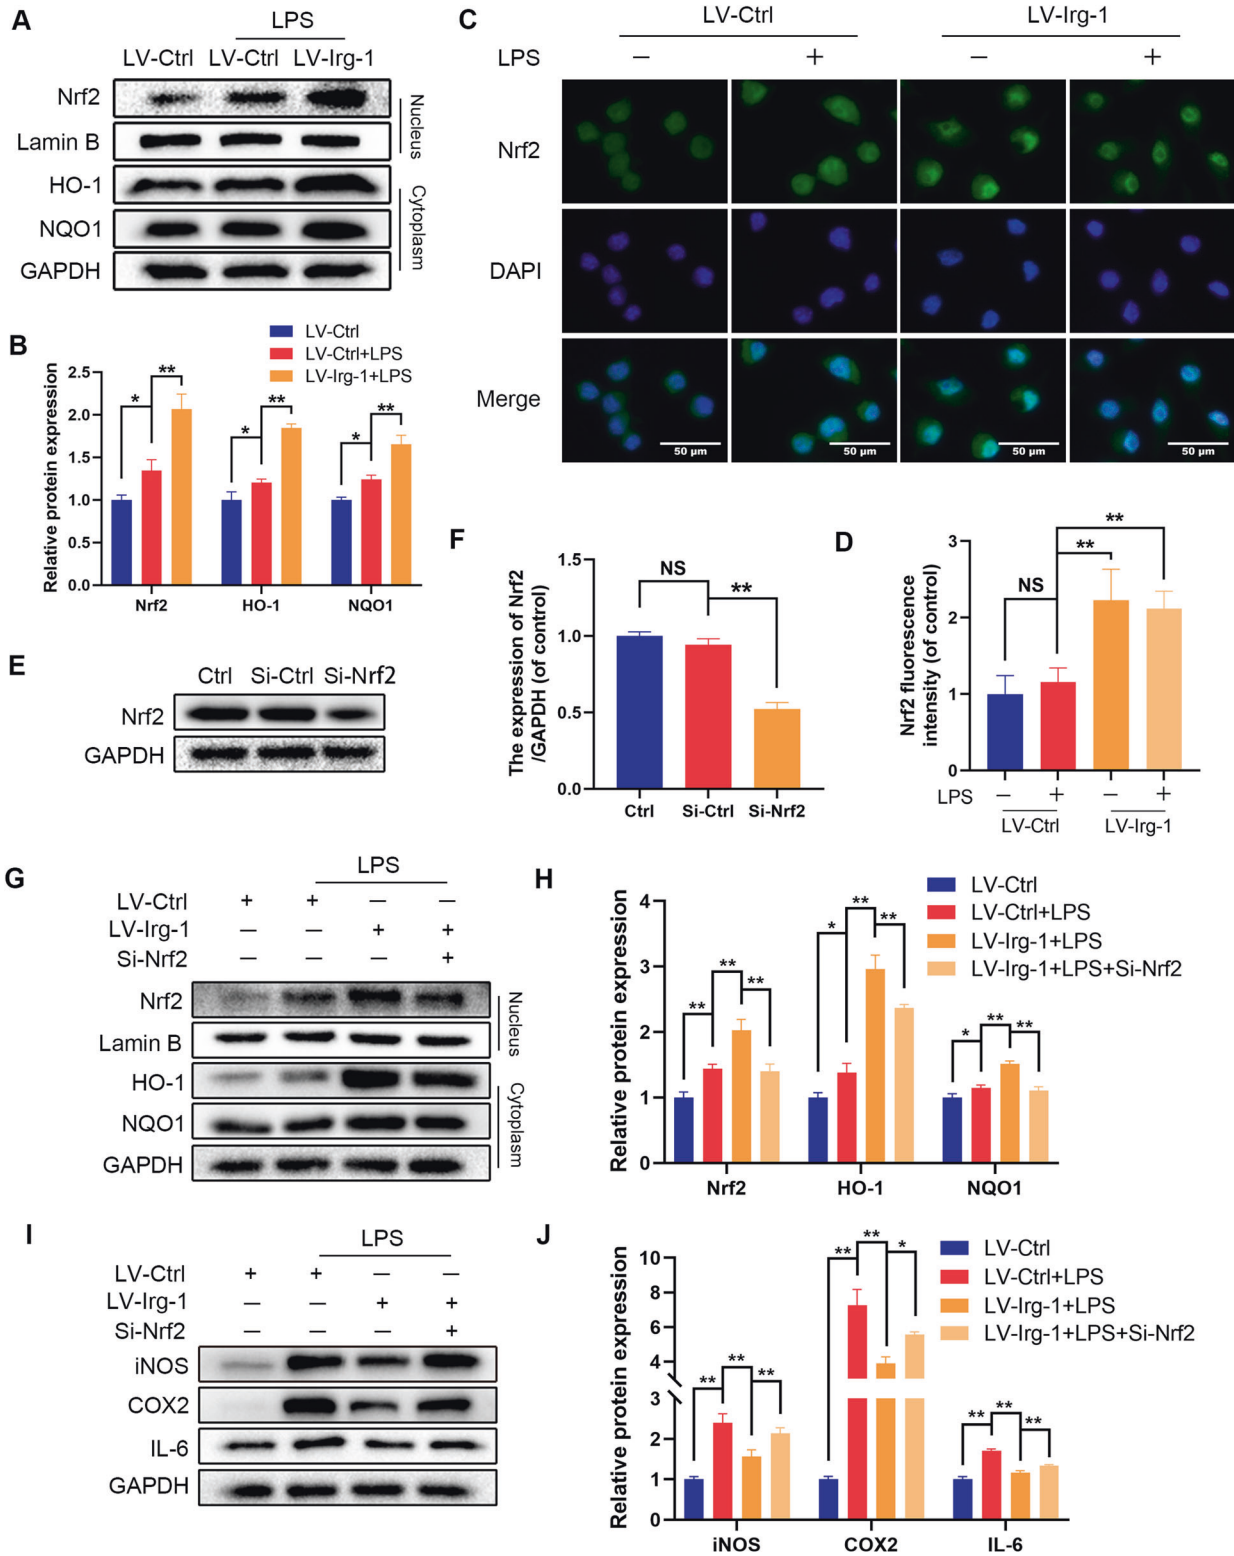 A
LPS
LV-Ctrl LV-Ctrl LV-Irg-1
Nrf2
Lamin B
HO-1
NQO1
GAPDH
Nucleus
Cytoplasm
B
LV-Ctrl
LV-Ctrl+LPS
LV-Irg-1+LPS
Relative protein expression
2.5
2.0
1.5
1.0
0.5
0.0
* ** * ** * **
Nrf2 HO-1 NQO1
C
LV-Ctrl LV-Irg-1
LPS − + − +
Nrf2
DAPI
Merge
50 μm 50 μm 50 μm 50 μm
D
Nrf2 fluorescence
intensity (of control)
3
2
1
0
NS ** **
LPS − + − +
LV-Ctrl LV-Irg-1
E
Ctrl Si-Ctrl Si-Nrf2
Nrf2
GAPDH
F
The expression of Nrf2
/GAPDH (of control)
1.5
1.0
0.5
0.0
NS **
Ctrl Si-Ctrl Si-Nrf2
G
LPS
LV-Ctrl + + − −
LV-Irg-1 − − + +
Si-Nrf2 − − − +
Nrf2
Lamin B
HO-1
NQO1
GAPDH
Nucleus
Cytoplasm
H
LV-Ctrl
LV-Ctrl+LPS
LV-Irg-1+LPS
LV-Irg-1+LPS+Si-Nrf2
Relative protein expression
4
3
2
1
0
** ** ** * ** ** * ** **
Nrf2 HO-1 NQO1
I
LPS
LV-Ctrl + + − −
LV-Irg-1 − − + +
Si-Nrf2 − − − +
iNOS
COX2
IL-6
GAPDH
J
LV-Ctrl
LV-Ctrl+LPS
LV-Irg-1+LPS
LV-Irg-1+LPS+Si-Nrf2
Relative protein expression
10
8
6
4
3
2
1
0
** ** ** ** ** * ** ** **
iNOS COX2 IL-6